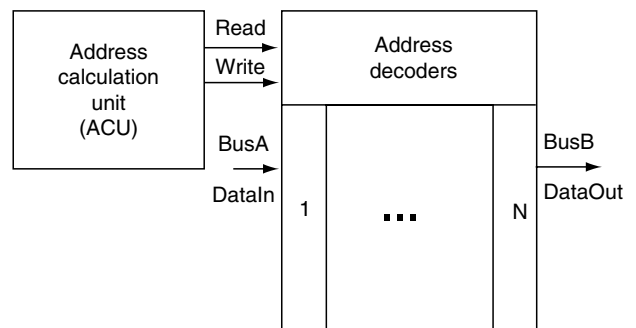 Address
calculation
unit
(ACU)
Read
Write
Address
decoders
BusA
DataIn
1
...
N
BusB
DataOut